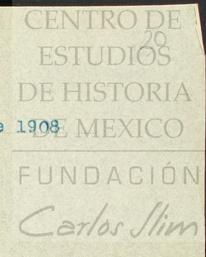 CENTRO DE
ESTUDIOS
20
DE HISTORIA
e 1908
DE MEXICO
FUNDACIÓN
Carlos Slim